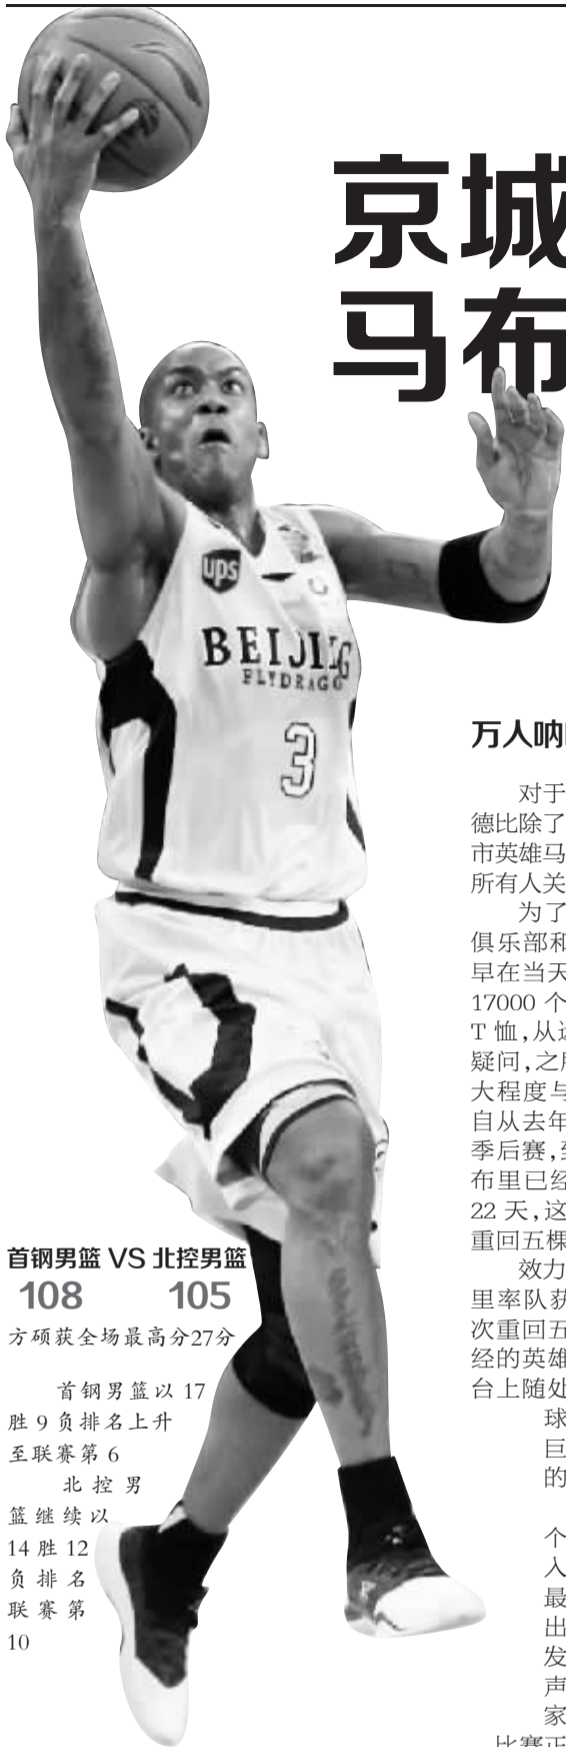 京城
马布
ups
BEIJING
FLYDRAGO
3
万人呐
对于
德比除了
市英雄马
所有人关
为了
俱乐部和
早在当天
17000 个
T 恤，从
疑问，之
大程度与
自从去年
季后赛，
布里已经
22 天，这
重回五棵
效力
里率队获
次重回五
经的英雄
台上随处
球
巨
的
个
入
最
出
发
声
家
比赛正
首钢男篮 VS 北控男篮
108 105
方硕获全场最高分27分
首钢男篮以 17
胜 9 负排名上升
至联赛第 6
北控男
篮继续以
14 胜 12
负排名
联赛第
10